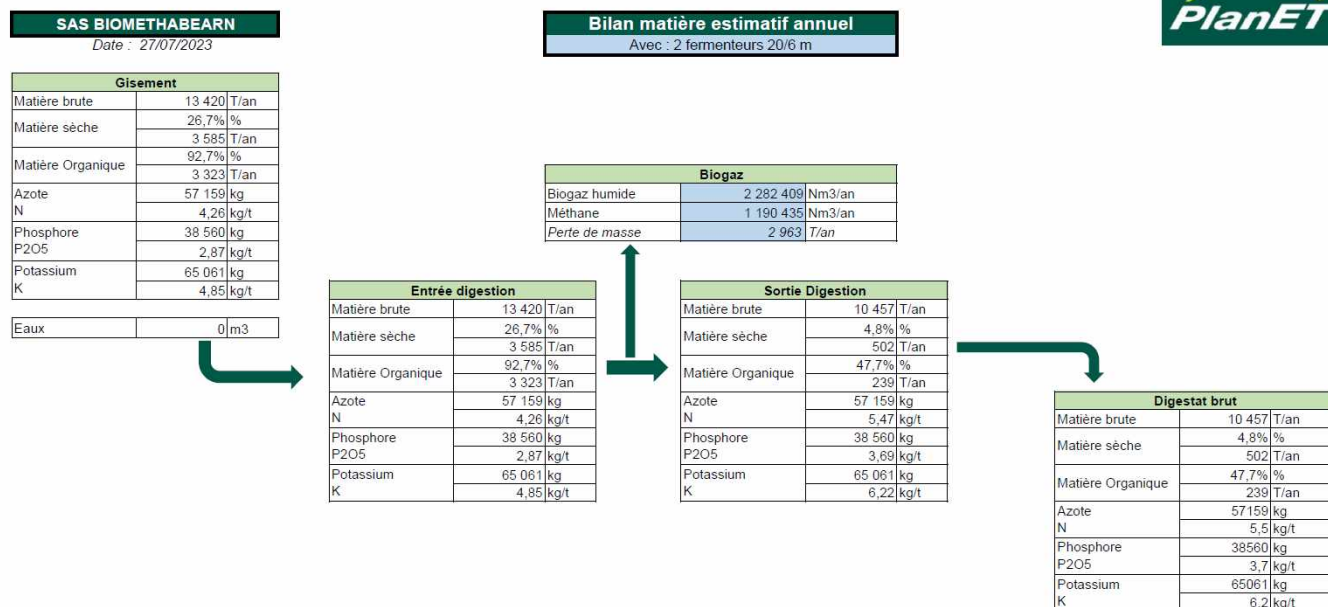 SAS BIOMETHABEARN
Date : 27/07/2023
Bilan matière estimatif annuel
Avec : 2 fermenteurs 20/6 m
PlanET
Gisement
Matière brute 13 420 T/an
Matière sèche 26,7% %
3 585 T/an
Matière Organique 92,7% %
3 323 T/an
Azote 57 159 kg
N 4,26 kg/t
Phosphore 38 560 kg
P2O5 2,87 kg/t
Potassium 65 061 kg
K 4,85 kg/t
Eaux 0 m3
Biogaz
Biogaz humide 2 282 409 Nm3/an
Méthane 1 190 435 Nm3/an
Perte de masse 2 963 T/an
Entrée digestion
Matière brute 13 420 T/an
Matière sèche 26,7% %
3 585 T/an
Matière Organique 92,7% %
3 323 T/an
Azote 57 159 kg
N 4,26 kg/t
Phosphore 38 560 kg
P2O5 2,87 kg/t
Potassium 65 061 kg
K 4,85 kg/t
Sortie Digestion
Matière brute 10 457 T/an
Matière sèche 4,8% %
502 T/an
Matière Organique 47,7% %
239 T/an
Azote 57 159 kg
N 5,47 kg/t
Phosphore 38 560 kg
P2O5 3,69 kg/t
Potassium 65 061 kg
K 6,22 kg/t
Digestat brut
Matière brute 10 457 T/an
Matière sèche 4,8% %
502 T/an
Matière Organique 47,7% %
239 T/an
Azote 57159 kg
N 5,5 kg/t
Phosphore 38560 kg
P2O5 3,7 kg/t
Potassium 65061 kg
K 6,2 kg/t